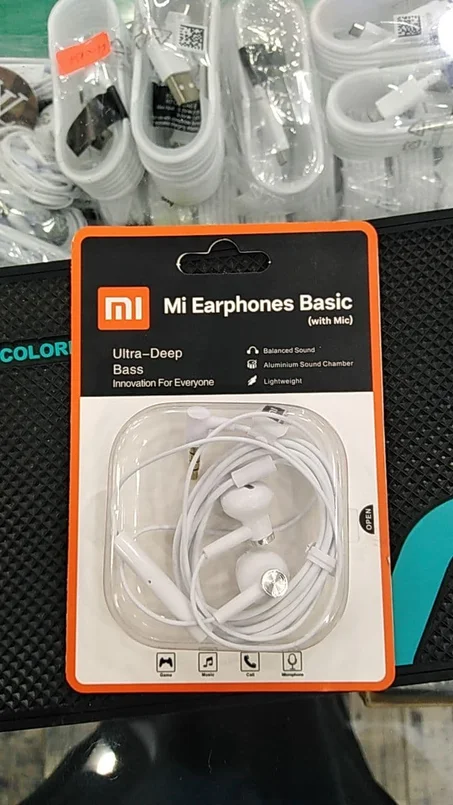 mi
Mi Earphones Basic
(with Mic)
Ultra-Deep
Bass
Innovation For Everyone
Balanced Sound
Aluminium Sound Chamber
Lightweight
COLOR
OPEN
Game
Music
Call
Microphone